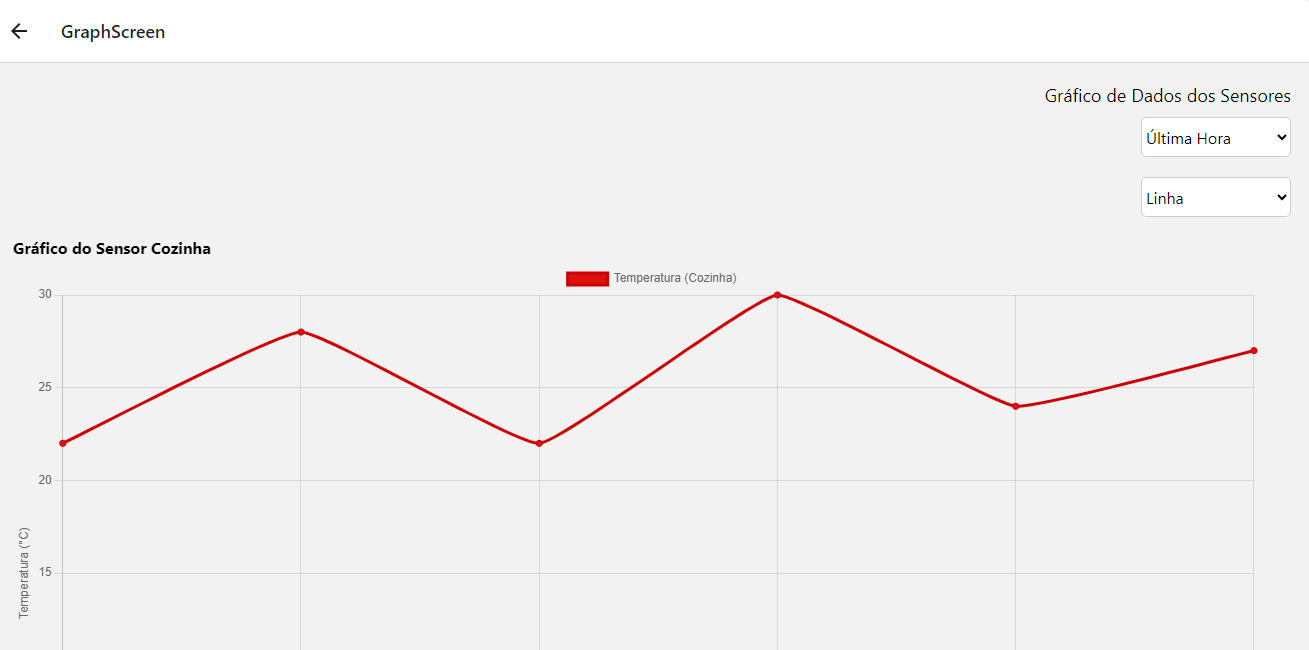 GraphScreen
Gráfico de Dados dos Sensores
Última Hora
Linha
Gráfico do Sensor Cozinha
Temperatura (Cozinha)
30
25
20
15
Temperatura (°C)